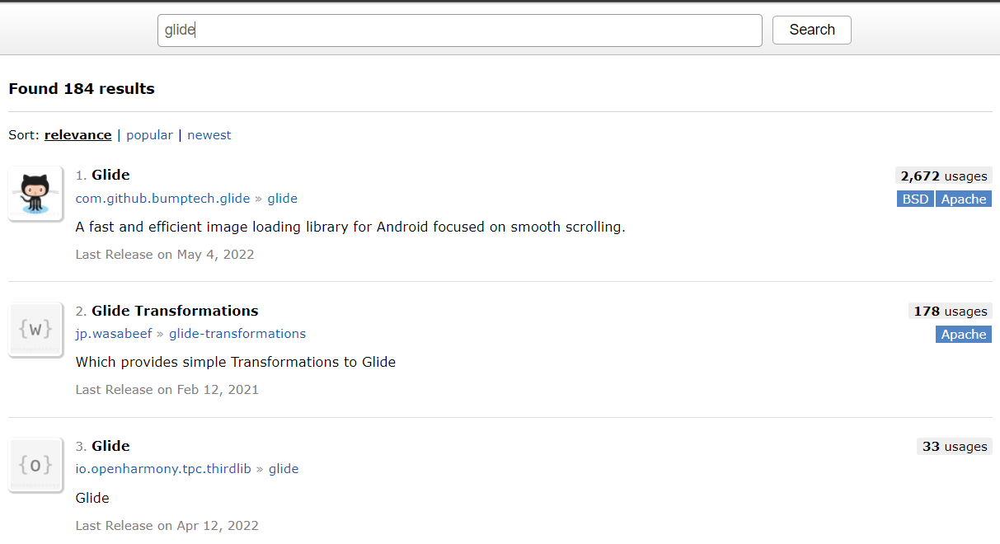 glide
Search
Found 184 results
Sort: relevance | popular | newest
1. Glide
2,672 usages
com.github.bumptech.glide » glide
BSD Apache
A fast and efficient image loading library for Android focused on smooth scrolling.
Last Release on May 4, 2022
{w}
2. Glide Transformations
178 usages
jp.wasabeef » glide-transformations
Apache
Which provides simple Transformations to Glide
Last Release on Feb 12, 2021
{o}
3. Glide
33 usages
io.openharmony.tpc.thirdlib » glide
Glide
Last Release on Apr 12, 2022